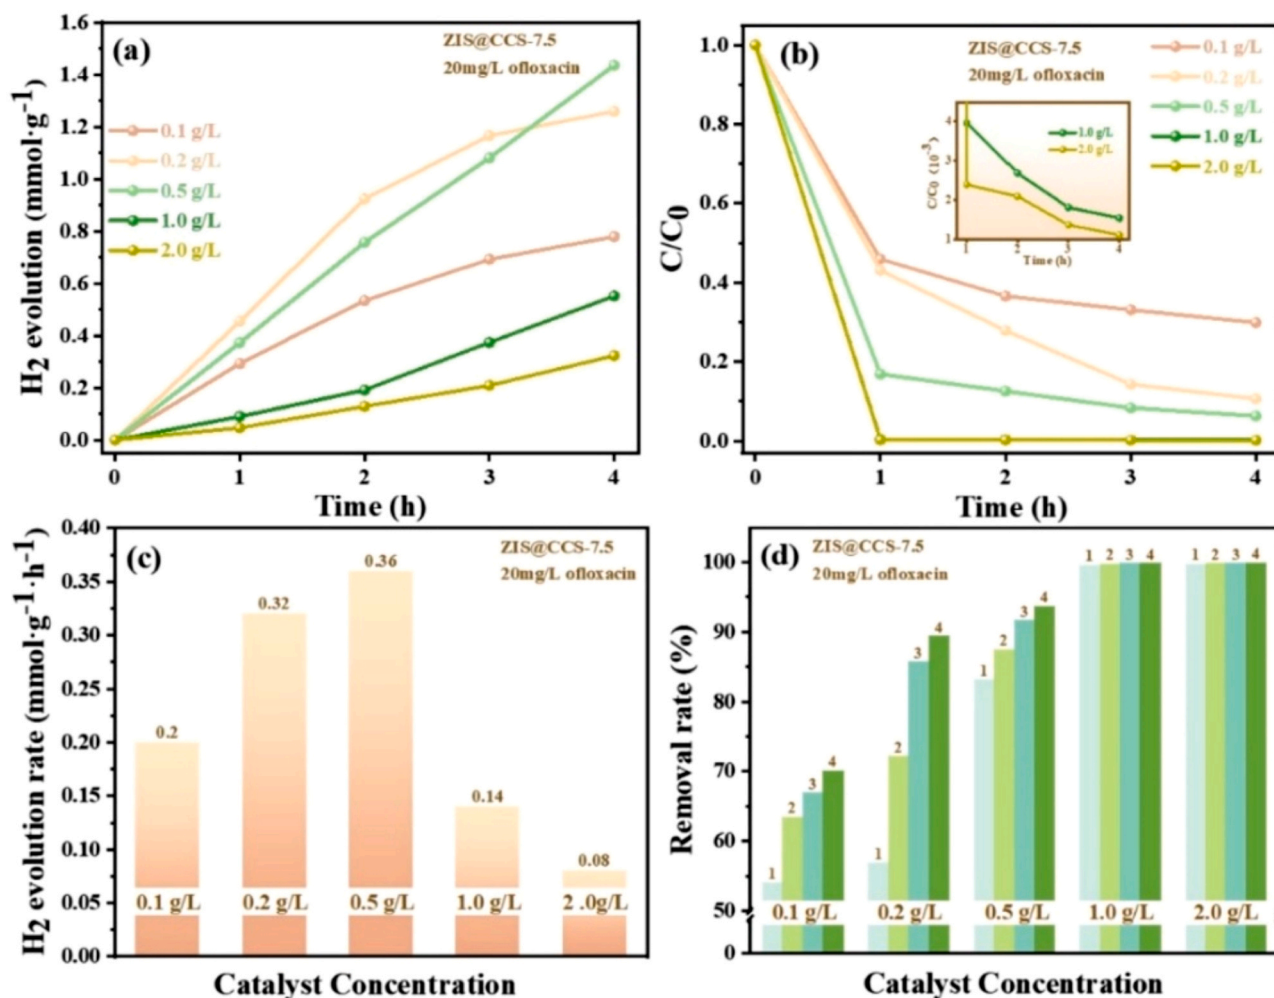 (a)
ZIS@CCS-7.5
20mg/L ofloxacin
0.1 g/L
0.2 g/L
0.5 g/L
1.0 g/L
2.0 g/L
1.6
1.4
1.2
1.0
0.8
0.6
0.4
0.2
0.0
H2 evolution (mmol·g-1)
0 1 2 3 4
Time (h)
(b)
ZIS@CCS-7.5
20mg/L ofloxacin
0.1 g/L
0.2 g/L
0.5 g/L
1.0 g/L
2.0 g/L
1.0
0.8
0.6
0.4
0.2
0.0
C/C0
4
3
2
1
C/C0 (10-3)
1.0 g/L
2.0 g/L
1 2 3 4
Time (h)
0 1 2 3 4
Time (h)
(c)
ZIS@CCS-7.5
20mg/L ofloxacin
0.40
0.35
0.30
0.25
0.20
0.15
0.10
0.05
0.00
H2 evolution rate (mmol·g-1·h-1)
0.2
0.32
0.36
0.14
0.08
0.1 g/L 0.2 g/L 0.5 g/L 1.0 g/L 2 .0g/L
Catalyst Concentration
(d)
ZIS@CCS-7.5
20mg/L ofloxacin
100
90
80
70
60
50
0
Removal rate (%)
1 2 3 4
1 2 3 4
1 2 3 4
1 2 3 4
1 2 3 4
0.1 g/L 0.2 g/L 0.5 g/L 1.0 g/L 2.0 g/L
Catalyst Concentration